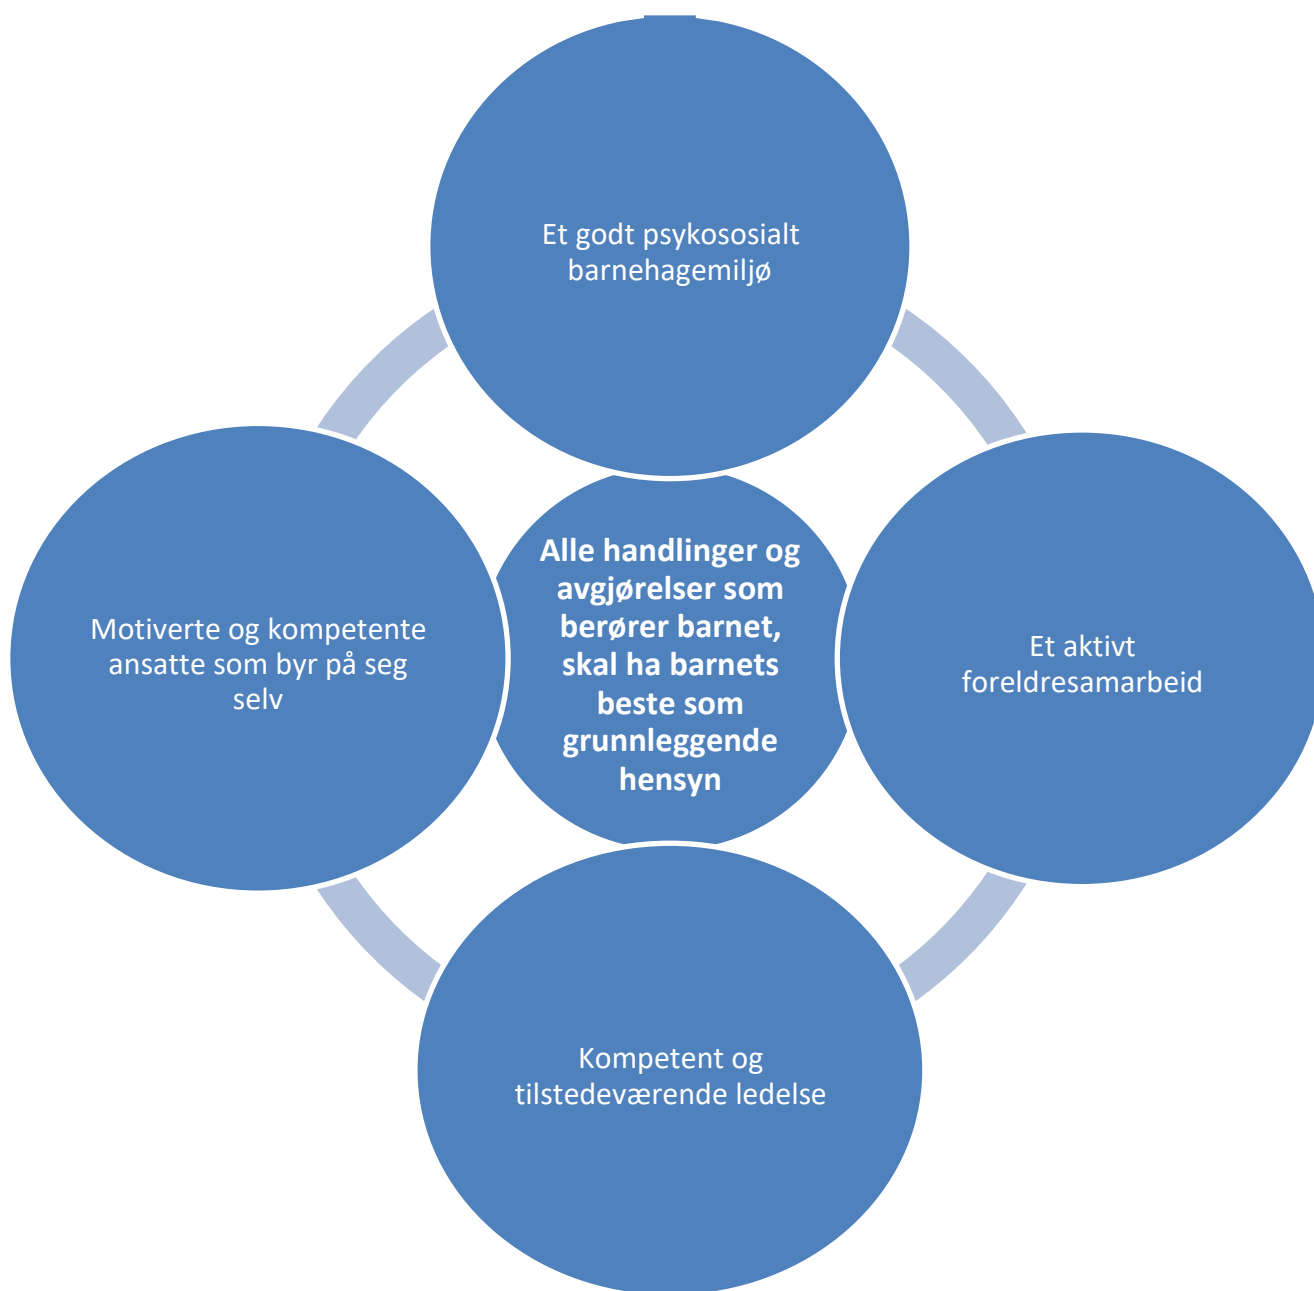 Et godt psykososialt
barnehagemiljø
Alle handlinger og
avgjørelser som
berører barnet,
skal ha barnets
beste som
grunnleggende
hensyn
Motiverte og kompetente
ansatte som byr på seg
selv
Et aktivt
foreldresamarbeid
Kompetent og
tilstedeværende ledelse